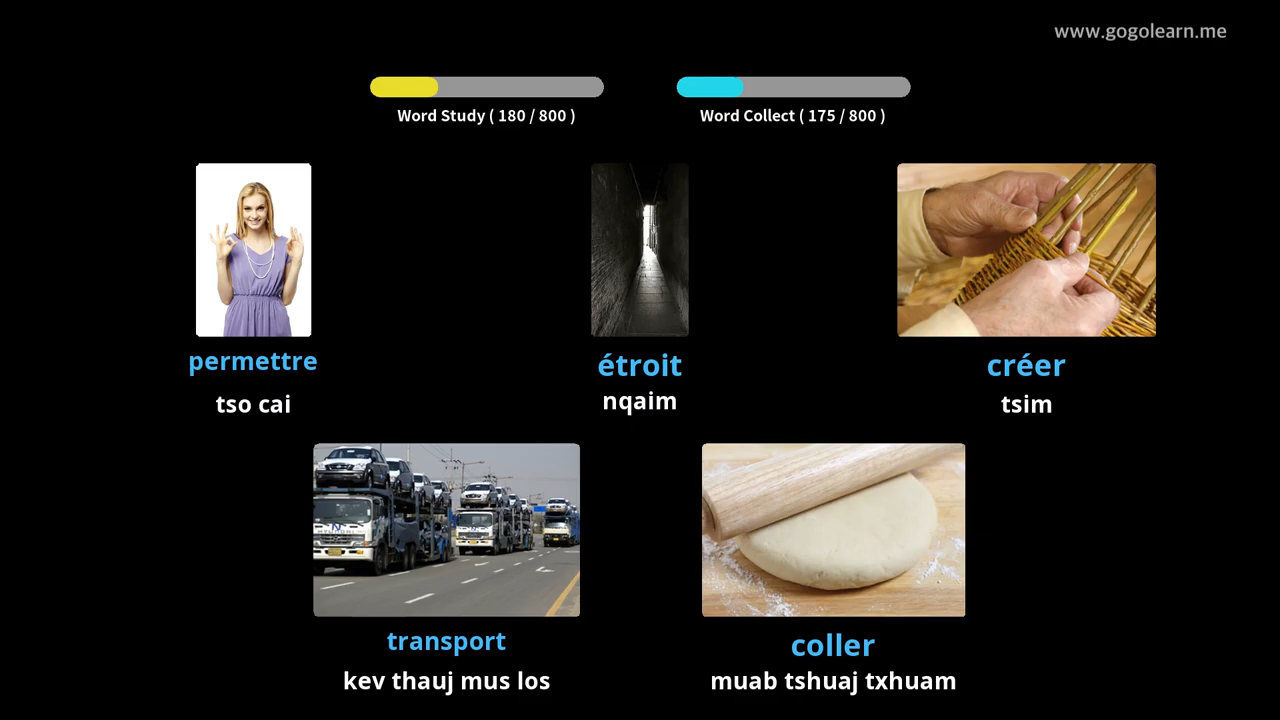 www.gogolearn.me
Word Study ( 180 / 800 )
Word Collect ( 175 / 800 )
permettre
tso cai
étroit
nqaim
créer
tsim
transport
kev thauj mus los
coller
muab tshuaj txhuam